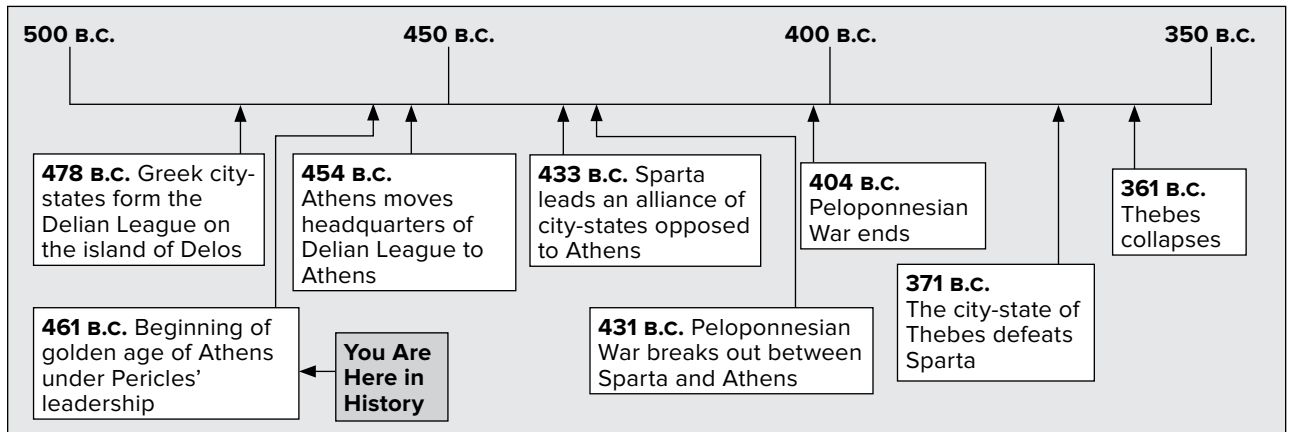 500 B.C.
450 B.C.
400 B.C.
350 B.C.
478 B.C. Greek city-
states form the
Delian League on
the island of Delos
454 B.C.
Athens moves
headquarters of
Delian League to
Athens
433 B.C. Sparta
leads an alliance of
city-states opposed
to Athens
404 B.C.
Peloponnesian
War ends
361 B.C.
Thebes
collapses
461 B.C. Beginning of
golden age of Athens
under Pericles’
leadership
You Are
Here in
History
431 B.C. Peloponnesian
War breaks out between
Sparta and Athens
371 B.C.
The city-state of
Thebes defeats
Sparta